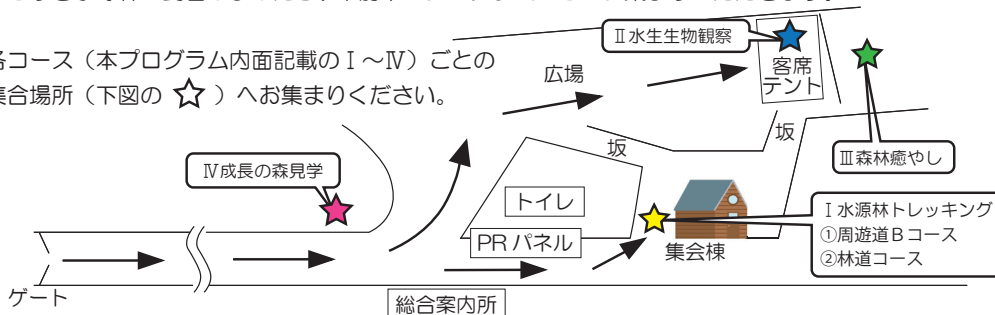 各コース（本プログラム内面記載のⅠ～Ⅳ）ごとの
集合場所（下図の ☆ ）へお集まりください。
Ⅱ水生生物観察
広場
客席
テント
坂
坂
Ⅲ森林癒やし
Ⅳ成長の森見学
トイレ
PRパネル
集会棟
Ⅰ水源林トレッキング
①周遊道Bコース
②林道コース
ゲート
総合案内所